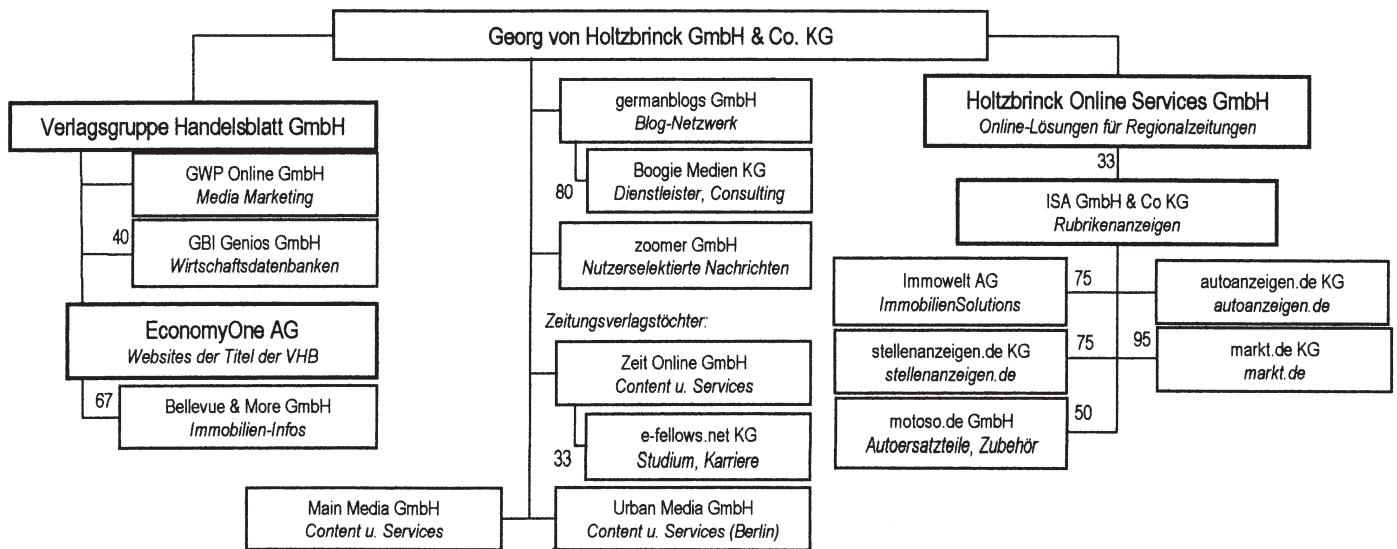 Georg von Holtzbrinck GmbH & Co. KG
Verlagsgruppe Handelsblatt GmbH
GWP Online GmbH
Media Marketing
40
GBI Genios GmbH
Wirtschaftsdatenbanken
EconomyOne AG
Websites der Titel der VHB
67
Bellevue & More GmbH
Immobilien-Infos
germanblogs GmbH
Blog-Netzwerk
80
Boogie Medien KG
Dienstleister, Consulting
zoomer GmbH
Nutzerselektierte Nachrichten
Zeitungsverlagstöchter:
Zeit Online GmbH
Content u. Services
33
e-fellows.net KG
Studium, Karriere
Main Media GmbH
Content u. Services
Urban Media GmbH
Content u. Services (Berlin)
Holtzbrinck Online Services GmbH
Online-Lösungen für Regionalzeitungen
33
ISA GmbH & Co KG
Rubrikenanzeigen
Immowelt AG
ImmobilienSolutions
75
autoanzeigen.de KG
autoanzeigen.de
stellenanzeigen.de KG
stellenanzeigen.de
75
95
markt.de KG
markt.de
motoso.de GmbH
Autoersatzteile, Zubehör
50